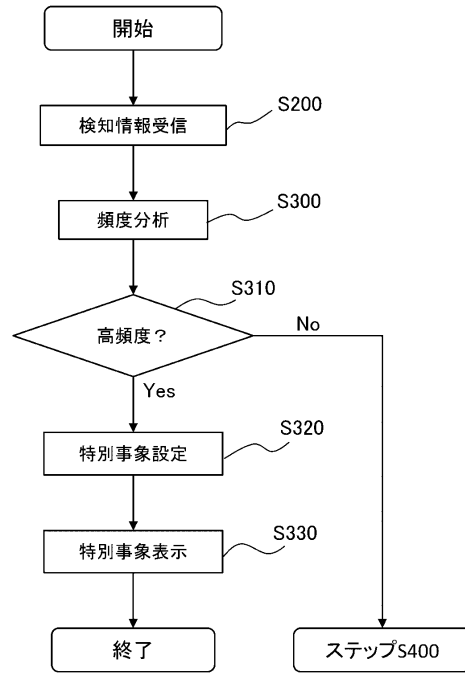 開始
検知情報受信
S200
頻度分析
S300
高頻度？
S310
No
Yes
特別事象設定
S320
特別事象表示
S330
終了
ステップS400